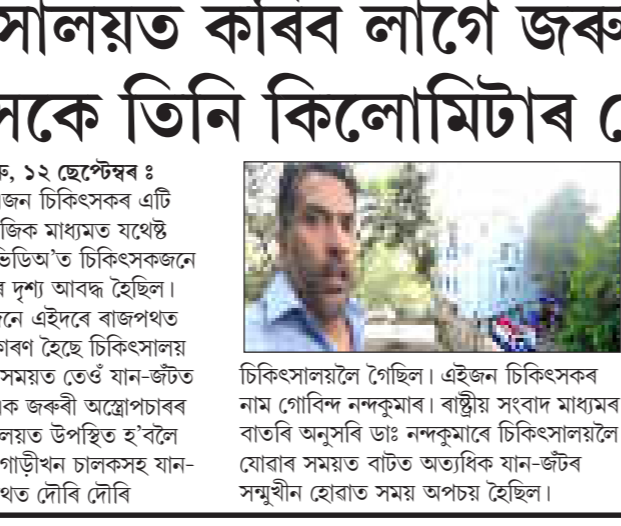 সালয়ত কৰিব লাগে জৰু
সকে তিনি কিলোমিটাৰ
১২ ছেপ্টেম্বৰ ঃ
জন চিকিৎসকৰ এটি
জিক মাধ্যমত যথেষ্ট
ভিডিঅ'ত চিকিৎসকজনে
ৰ দৃশ্য আবদ্ধ হৈছিল।
নে এইদৰে ৰাজপথত
কাৰণ হৈছে চিকিৎসালয়
সময়ত তেওঁ যান-জঁটত
ক জৰুৰী অস্ত্ৰোপচাৰৰ
লয়ত উপস্থিত হ'বলৈ
গাড়ীখন চালকসহ যান-
থত দৌৰি দৌৰি
চিকিৎসালয়লৈ গৈছিল। এইজন চিকিৎসকৰ
নাম গোবিন্দ নন্দকুমাৰ। ৰাষ্ট্ৰীয় সংবাদ মাধ্যমৰ
বাতৰি অনুসৰি ডাঃ নন্দকুমাৰে চিকিৎসালয়লৈ
যোৱাৰ সময়ত বাটত অত্যধিক যান-জঁটৰ
সন্মুখীন হোৱাত সময় অপচয় হৈছিল।